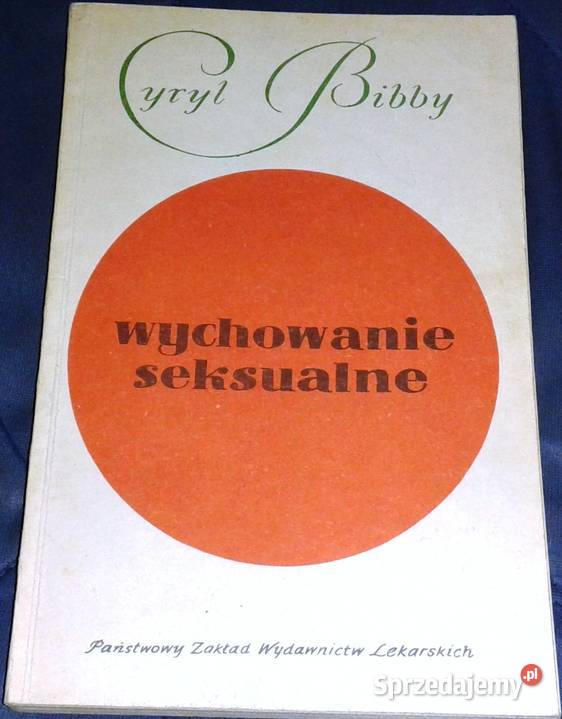 Cyryl Bibby
wychowanie
seksualne
Państwowy Zakład Wydawnictw Lekarskich
Sprzedajemy.pl